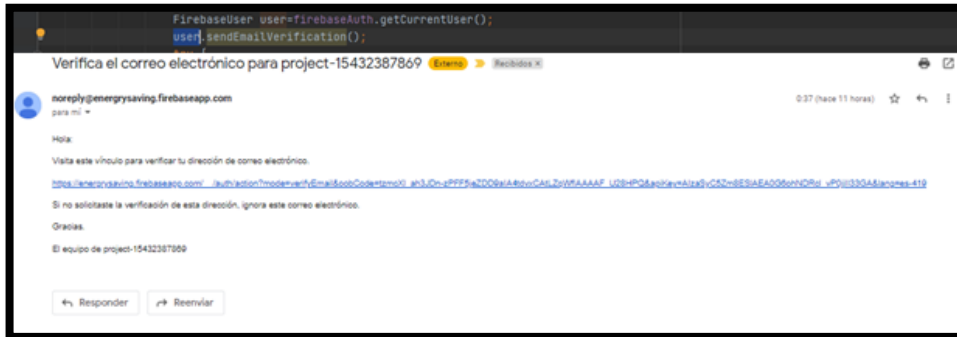 FirebaseUser user=firebaseAuth.getCurrentUser();
user.sendEmailVerification();
Verifica el correo electrónico para project-15432387869 Externo Recibidos x
noreply@energrysaving.firebaseapp.com 0:37 (hace 11 horas)
para mí
Hola:
Visita este vínculo para verificar tu dirección de correo electrónico.
Si no solicitaste la verificación de esta dirección, ignora este correo electrónico.
Gracias.
El equipo de project-15432387869
Responder Reenviar